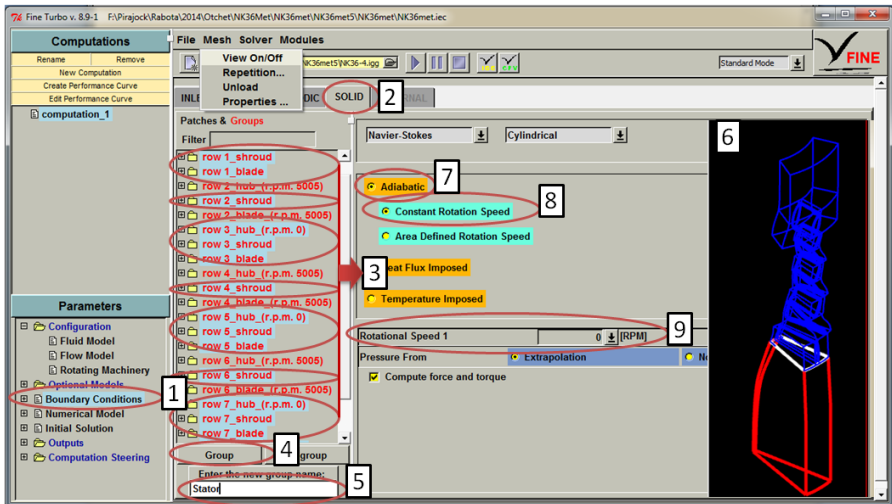 Fine Turbo v. 8.9-1 F:\Pirajock\Rabota\2014\Otchet\NK36Met\NK36met\NK36met5\NK36met\NK36met.iec
Computations
Rename Remove
New Computation
Create Performance Curve
Edit Performance Curve
computation_1
File Mesh Solver Modules
View On/Off
Repetition...
Unload
Properties ...
NK36met5\NK36-4.igg
Standard Mode
FINE
INLE
DIC
SOLID
2
Patches & Groups
Filter
row 1_shroud
row 1_blade
row 2_hub_(r.p.m. 5005)
row 2_shroud
row 2_blade_(r.p.m. 5005)
row 3_hub_(r.p.m. 0)
row 3_shroud
row 3_blade
row 4_hub_(r.p.m. 5005)
row 4_shroud
row 4_blade_(r.p.m. 5005)
row 5_hub_(r.p.m. 0)
row 5_shroud
row 5_blade
row 6_hub_(r.p.m. 5005)
row 6_shroud
row 6_blade_(r.p.m. 5005)
row 7_hub_(r.p.m. 0)
row 7_shroud
row 7_blade
3
Group
4
group
Enter the new group name:
Stator
5
Navier-Stokes
Cylindrical
Adiabatic
7
Constant Rotation Speed
8
Area Defined Rotation Speed
eat Flux Imposed
Temperature Imposed
Rotational Speed 1 0 [RPM]
9
Pressure From Extrapolation Ne
Compute force and torque
6
Parameters
Configuration
Fluid Model
Flow Model
Rotating Machinery
Optional Models
Boundary Conditions
1
Numerical Model
Initial Solution
Outputs
Computation Steering